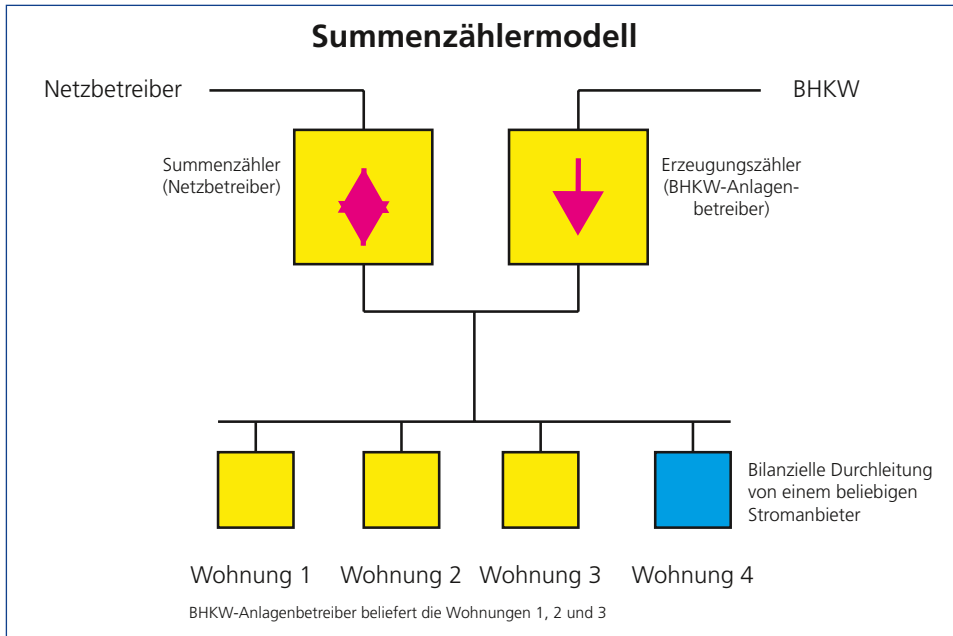 Summenzählermodell
Netzbetreiber
BHKW
Summenzähler
(Netzbetreiber)
Erzeugungszähler
(BHKW-Anlagen-
betreiber)
Bilanzielle Durchleitung
von einem beliebigen
Stromanbieter
Wohnung 1
Wohnung 2
Wohnung 3
Wohnung 4
BHKW-Anlagenbetreiber beliefert die Wohnungen 1, 2 und 3